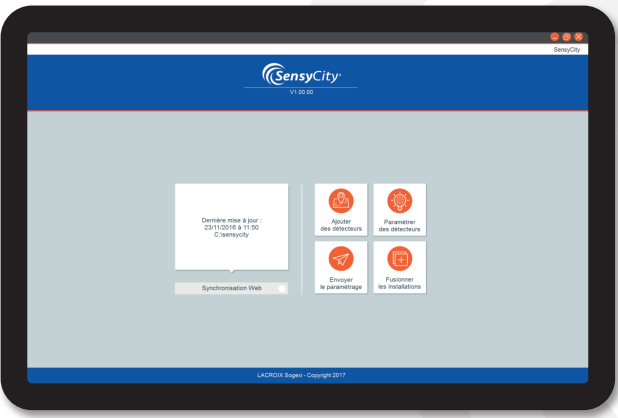 SensyCity
SensyCity
V1.00.00
Dernière mise à jour :
23/11/2016 à 11:50
C:\sensycity
Synchronisation Web
Ajouter
des détecteurs
Paramétrer
des détecteurs
Envoyer
le paramétrage
Fusionner
les installations
LACROIX Sogexi - Copyright 2017